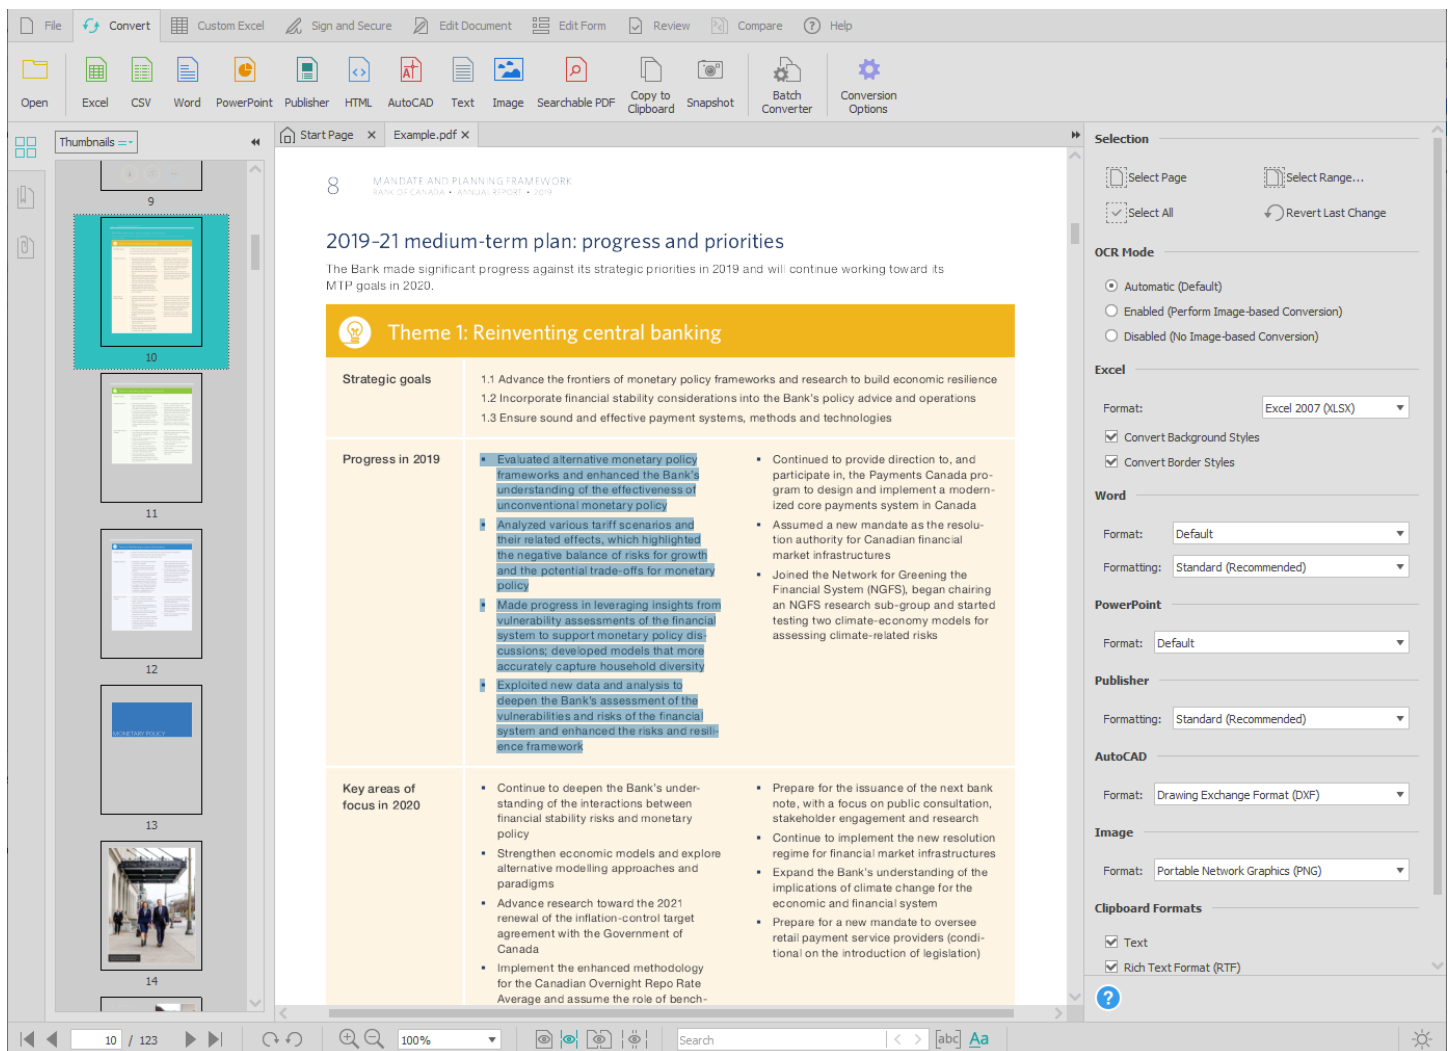 File Convert Custom Excel Sign and Secure Edit Document Edit Form Review Compare Help
Open Excel CSV Word PowerPoint Publisher HTML AutoCAD Text Image Searchable PDF Copy to Clipboard Snapshot Batch Converter Conversion Options
Thumbnails
9
10
11
12
MONETARY POLICY
13
14
Start Page Example.pdf
8
MANDATE AND PLANNING FRAMEWORK
BANK OF CANADA • ANNUAL REPORT • 2019
2019–21 medium-term plan: progress and priorities
The Bank made significant progress against its strategic priorities in 2019 and will continue working toward its
MTP goals in 2020.
Theme 1: Reinventing central banking
Strategic goals
1.1 Advance the frontiers of monetary policy frameworks and research to build economic resilience
1.2 Incorporate financial stability considerations into the Bank's policy advice and operations
1.3 Ensure sound and effective payment systems, methods and technologies
Progress in 2019
▪ Evaluated alternative monetary policy
frameworks and enhanced the Bank's
understanding of the effectiveness of
unconventional monetary policy
▪ Analyzed various tariff scenarios and
their related effects, which highlighted
the negative balance of risks for growth
and the potential trade-offs for monetary
policy
▪ Made progress in leveraging insights from
vulnerability assessments of the financial
system to support monetary policy dis-
cussions; developed models that more
accurately capture household diversity
▪ Exploited new data and analysis to
deepen the Bank's assessment of the
vulnerabilities and risks of the financial
system and enhanced the risks and resili-
ence framework
▪ Continued to provide direction to, and
participate in, the Payments Canada pro-
gram to design and implement a modern-
ized core payments system in Canada
▪ Assumed a new mandate as the resolu-
tion authority for Canadian financial
market infrastructures
▪ Joined the Network for Greening the
Financial System (NGFS), began chairing
an NGFS research sub-group and started
testing two climate-economy models for
assessing climate-related risks
Key areas of
focus in 2020
▪ Continue to deepen the Bank's under-
standing of the interactions between
financial stability risks and monetary
policy
▪ Strengthen economic models and explore
alternative modelling approaches and
paradigms
▪ Advance research toward the 2021
renewal of the inflation-control target
agreement with the Government of
Canada
▪ Implement the enhanced methodology
for the Canadian Overnight Repo Rate
Average and assume the role of bench-
▪ Prepare for the issuance of the next bank
note, with a focus on public consultation,
stakeholder engagement and research
▪ Continue to implement the new resolution
regime for financial market infrastructures
▪ Expand the Bank's understanding of the
implications of climate change for the
economic and financial system
▪ Prepare for a new mandate to oversee
retail payment service providers (condi-
tional on the introduction of legislation)
Selection
Select Page Select Range...
Select All Revert Last Change
OCR Mode
Automatic (Default)
Enabled (Perform Image-based Conversion)
Disabled (No Image-based Conversion)
Excel
Format: Excel 2007 (XLSX)
Convert Background Styles
Convert Border Styles
Word
Format: Default
Formatting: Standard (Recommended)
PowerPoint
Format: Default
Publisher
Formatting: Standard (Recommended)
AutoCAD
Format: Drawing Exchange Format (DXF)
Image
Format: Portable Network Graphics (PNG)
Clipboard Formats
Text
Rich Text Format (RTF)
?
10 / 123 100% Search [abc] Aa